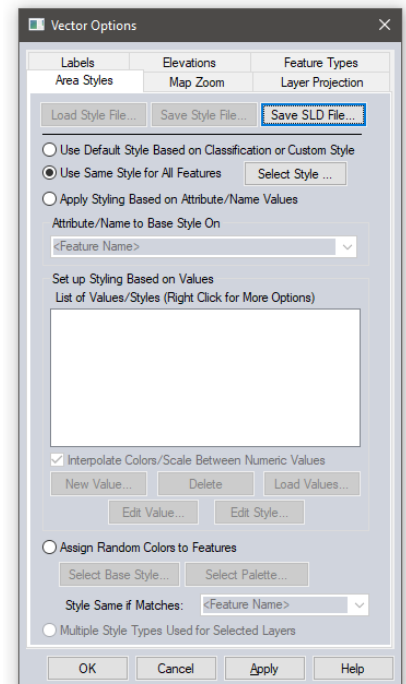 Vector Options
Labels Elevations Feature Types
Area Styles Map Zoom Layer Projection
Load Style File... Save Style File... Save SLD File...
Use Default Style Based on Classification or Custom Style
Use Same Style for All Features Select Style ...
Apply Styling Based on Attribute/Name Values
Attribute/Name to Base Style On
<Feature Name>
Set up Styling Based on Values
List of Values/Styles (Right Click for More Options)
Interpolate Colors/Scale Between Numeric Values
New Value... Delete Load Values...
Edit Value... Edit Style...
Assign Random Colors to Features
Select Base Style... Select Palette...
Style Same if Matches: <Feature Name>
Multiple Style Types Used for Selected Layers
OK Cancel Apply Help